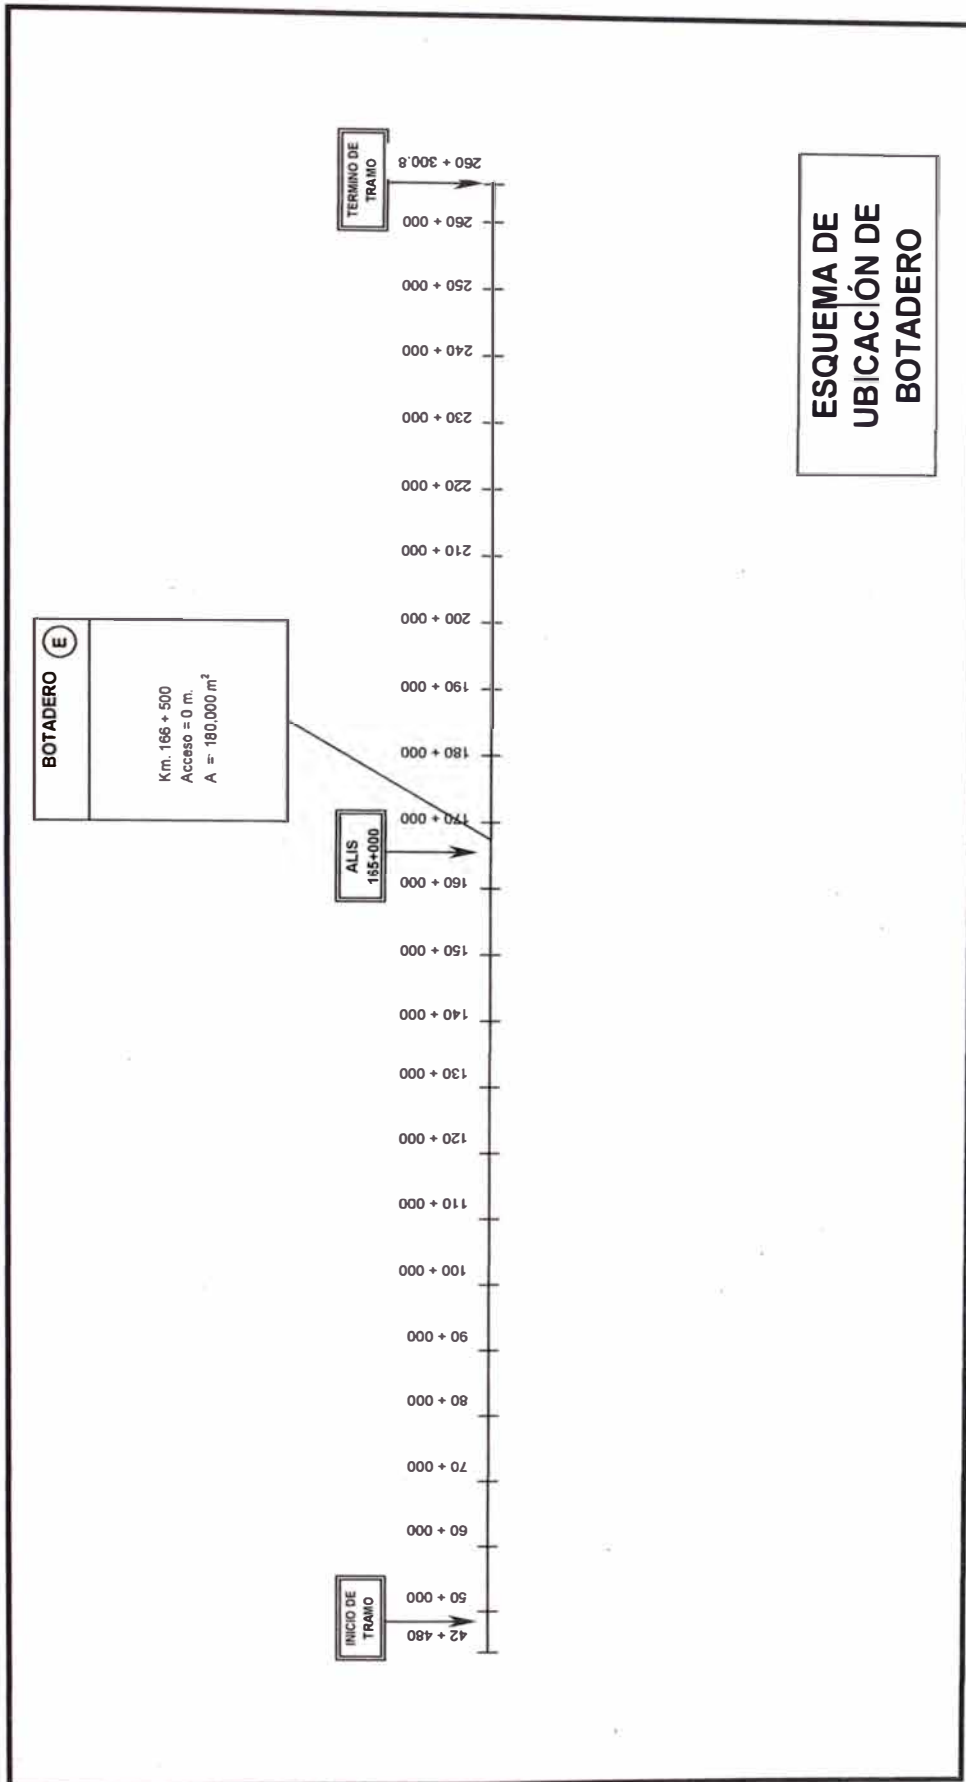 BOTADERO
E
Km. 166 + 500
Acceso = 0 m.
A = 180,000 m²
INICIO DE
TRAMO
ALIS
165+000
TERMINO DE
TRAMO
42 + 480
50 + 000
60 + 000
70 + 000
80 + 000
90 + 000
100 + 000
110 + 000
120 + 000
130 + 000
140 + 000
150 + 000
160 + 000
170 + 000
180 + 000
190 + 000
200 + 000
210 + 000
220 + 000
230 + 000
240 + 000
250 + 000
260 + 000
260 + 300.8
ESQUEMA DE
UBICACIÓN DE
BOTADERO